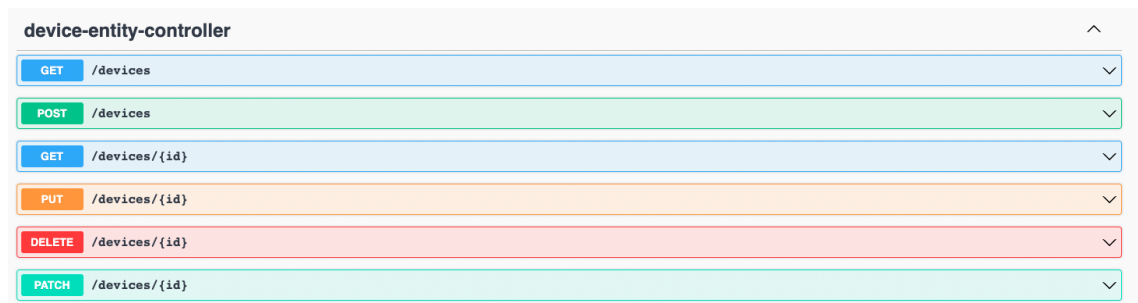 device-entity-controller
GET /devices
POST /devices
GET /devices/{id}
PUT /devices/{id}
DELETE /devices/{id}
PATCH /devices/{id}